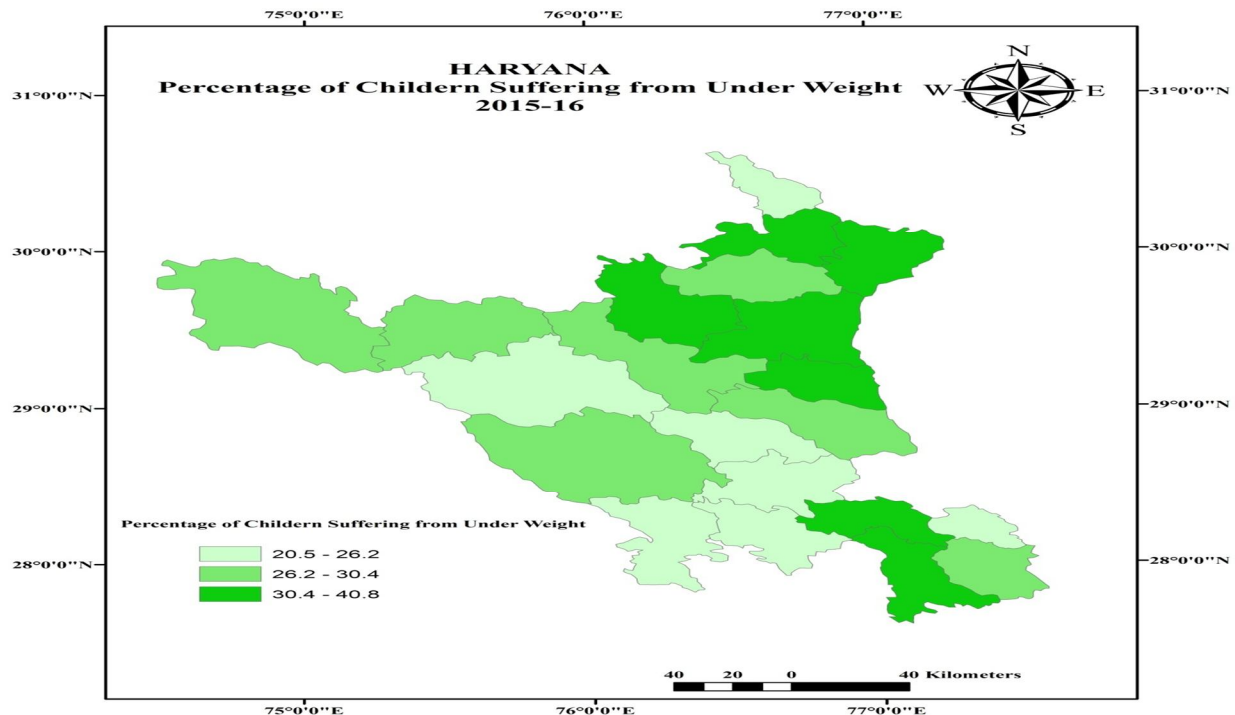 75°0'0"E 76°0'0"E 77°0'0"E
HARYANA
Percentage of Childern Suffering from Under Weight
2015-16
N
W E
S
31°0'0"N 31°0'0"N
30°0'0"N 30°0'0"N
29°0'0"N 29°0'0"N
Percentage of Childern Suffering from Under Weight
20.5 - 26.2
26.2 - 30.4
30.4 - 40.8
28°0'0"N 28°0'0"N
40 20 0 40 Kilometers
75°0'0"E 76°0'0"E 77°0'0"E